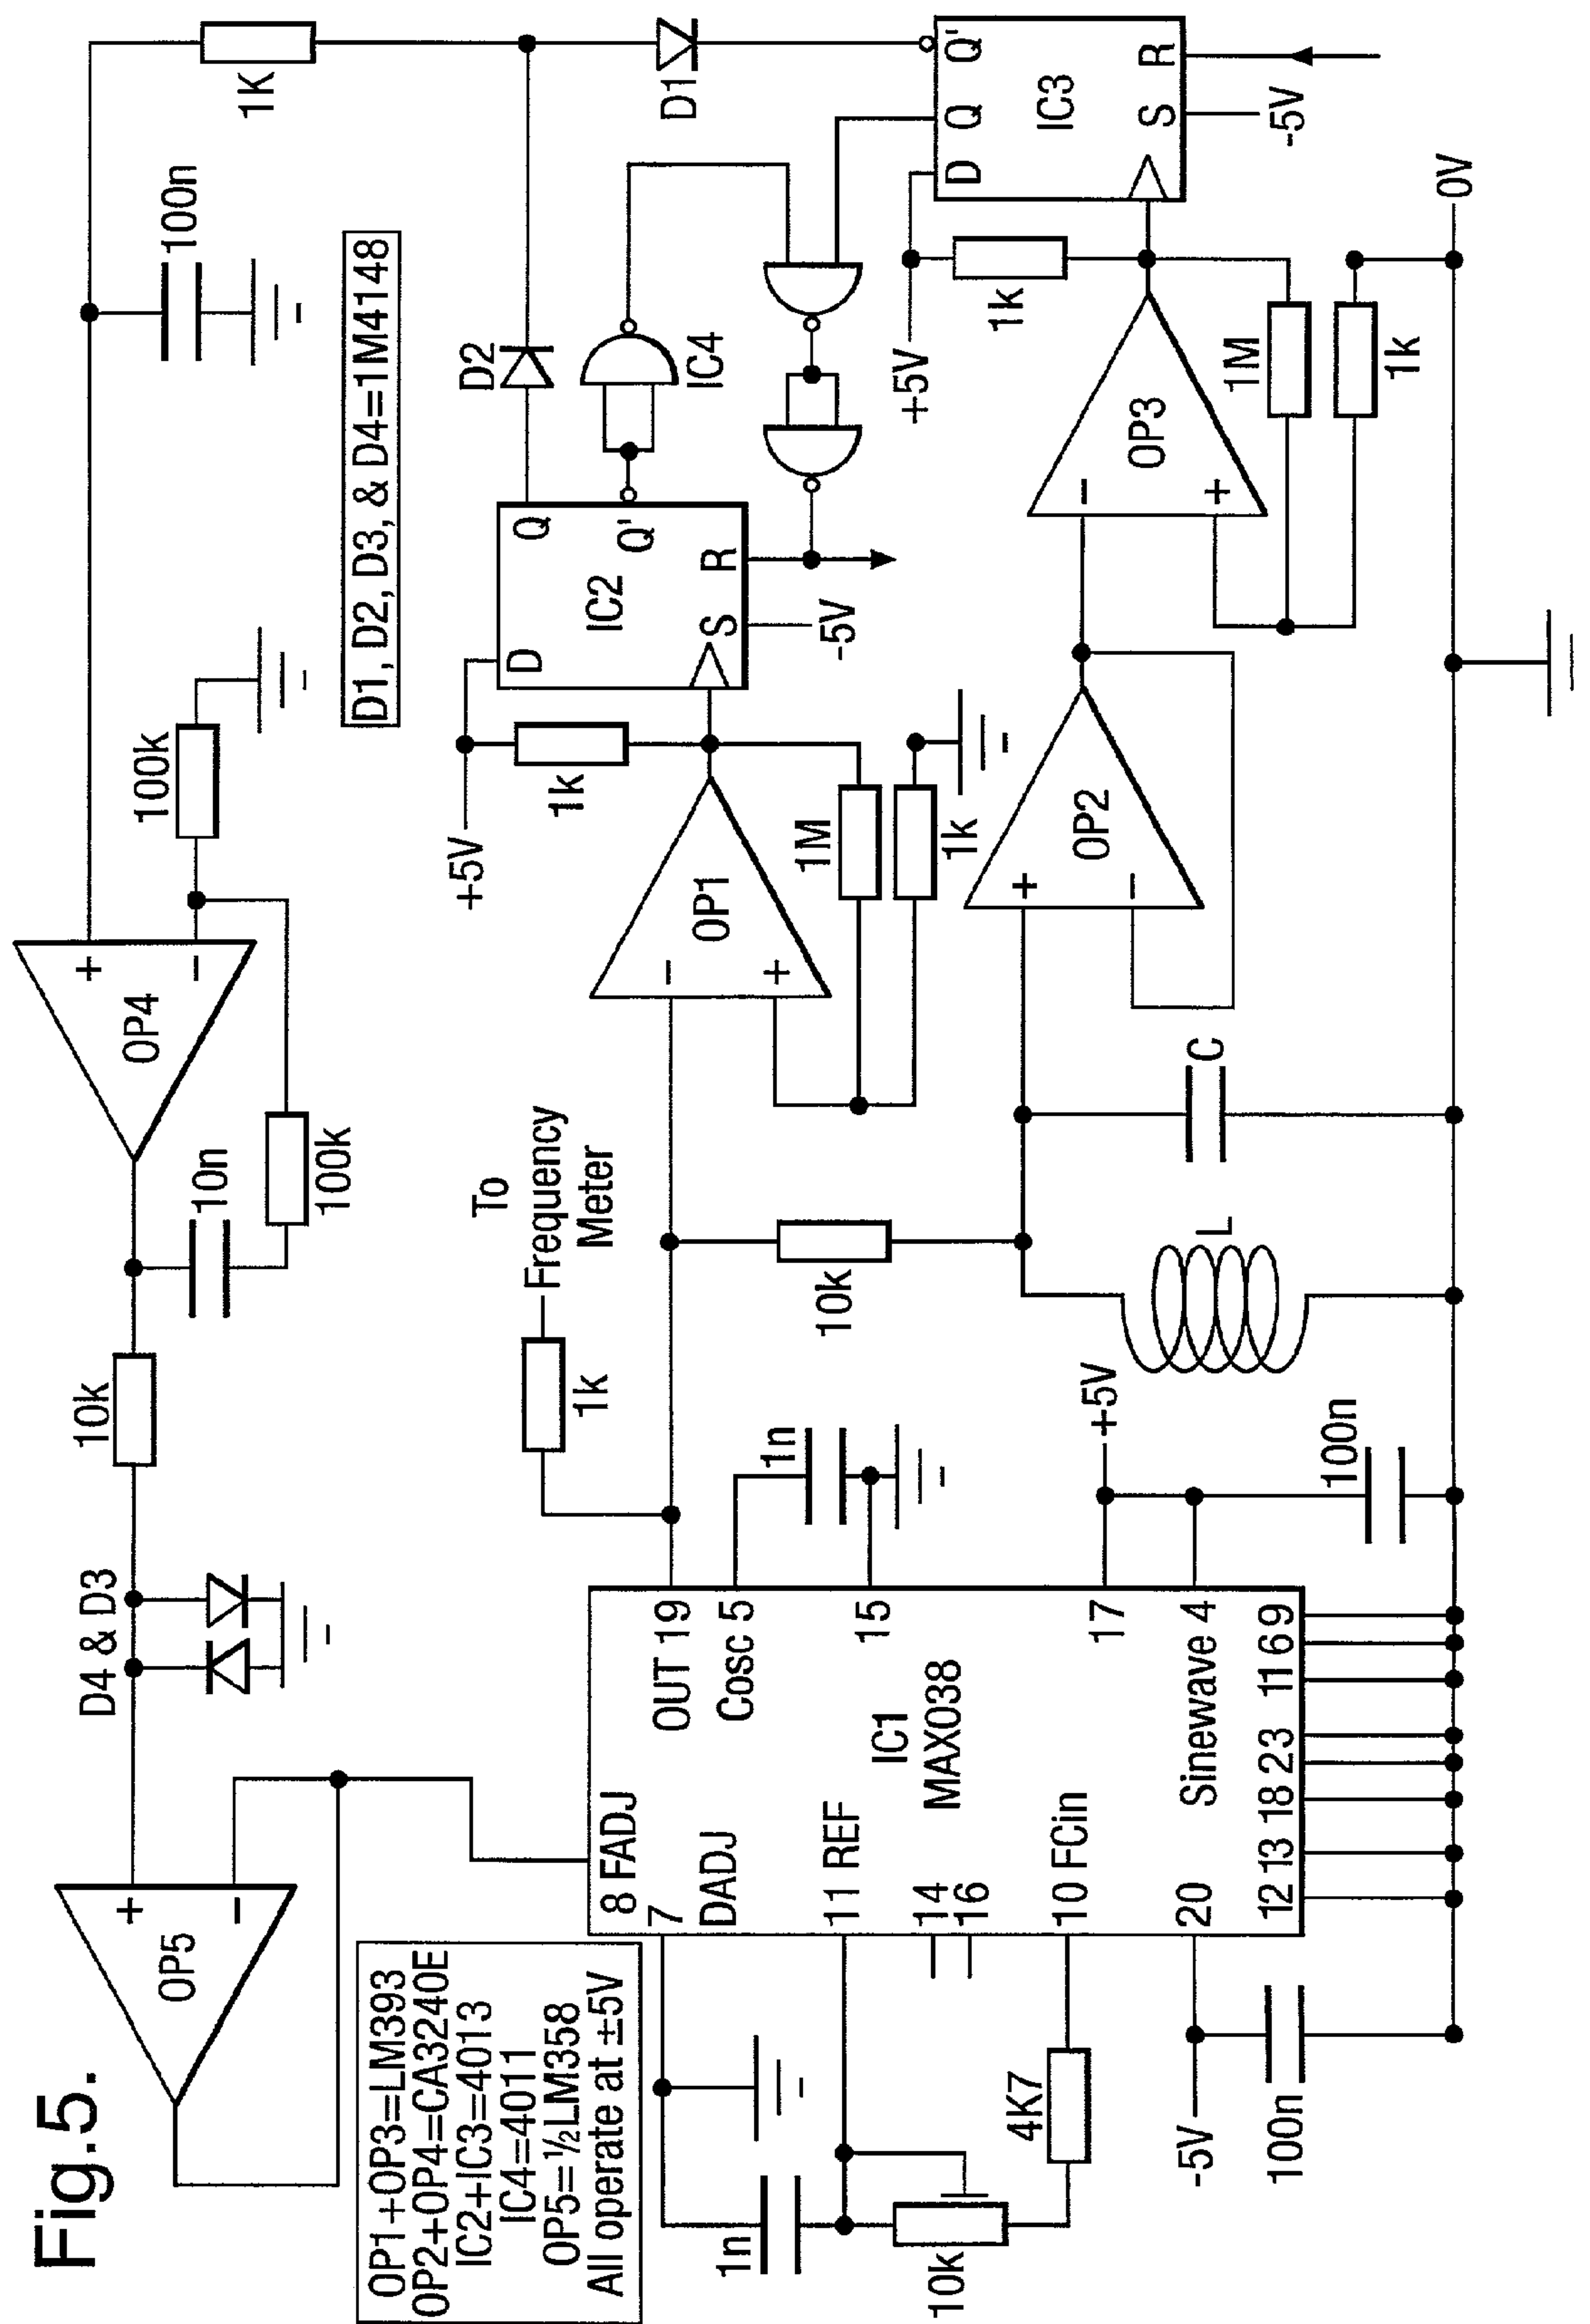 Fig.5.
OP1+OP3=LM393
OP2+OP4=CA3240E
IC2+IC3=4013
IC4=4011
OP5=½LM358
All operate at ±5V
OP5
+
−
D4 & D3
10k
10n
100k
OP4
+
−
100k
100n
1K
D1, D2, D3, & D4=1M4148
8 FADJ
7
DADJ
11 REF
14
16
10 FCin
20
12
13
18
23
11
6
9
OUT 19
Cosc 5
15
IC1
MAX038
17
Sinewave 4
1n
10k
4K7
-5V
100n
1k
To
Frequency
Meter
1n
+5V
100n
10k
L
C
OP1
−
+
+5V
1k
1M
1k
D
Q
Q'
IC2
S
R
-5V
D2
IC4
D1
OP2
+
−
OP3
−
+
1M
1k
+5V
1k
D
Q
Q'
IC3
S
R
-5V
0V